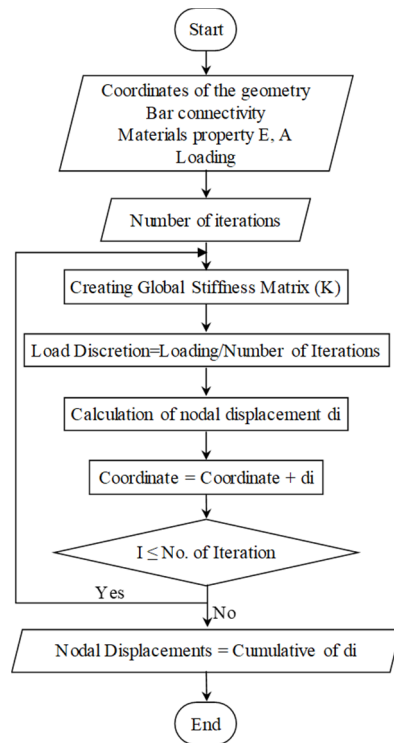 Start
Coordinates of the geometry
Bar connectivity
Materials property E, A
Loading
Number of iterations
Creating Global Stiffness Matrix (K)
Load Discretion=Loading/Number of Iterations
Calculation of nodal displacement di
Coordinate = Coordinate + di
I ≤ No. of Iteration
Yes
No
Nodal Displacements = Cumulative of di
End